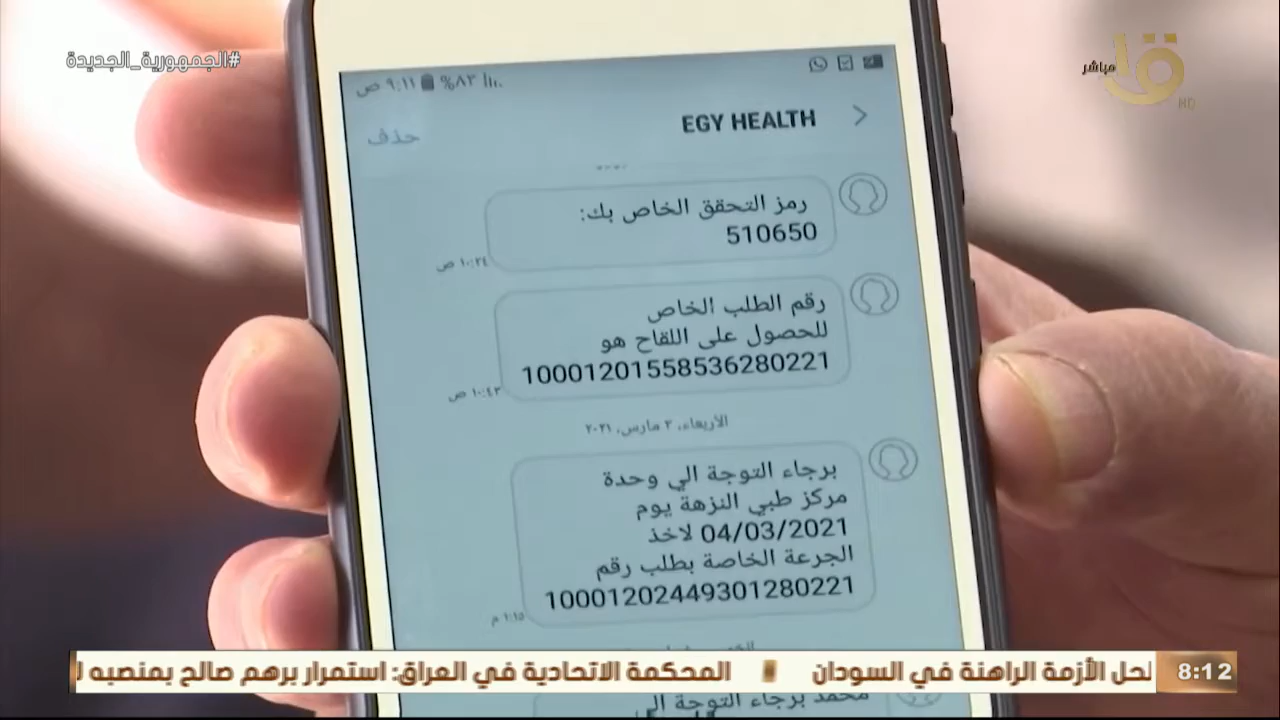 #الجمهورية_الجديدة
مباشر
HD
٩:١١ ص
%٨٣
EGY HEALTH
حذف
رمز التحقق الخاص بك:
510650
١٠:٢٤ ص
رقم الطلب الخاص
للحصول على اللقاح هو
10001201558536280221
١٠:٤٣ ص
الأربعاء، ٣ مارس، ٢٠٢١
برجاء التوجة الي وحدة
مركز طبي النزهة يوم
04/03/2021 لاخذ
الجرعة الخاصة بطلب رقم
10001202449301280221
١:١٥ م
محمد برجاء التوجة ال
8:12
لحل الأزمة الراهنة في السودان
المحكمة الاتحادية في العراق: استمرار برهم صالح بمنصبه